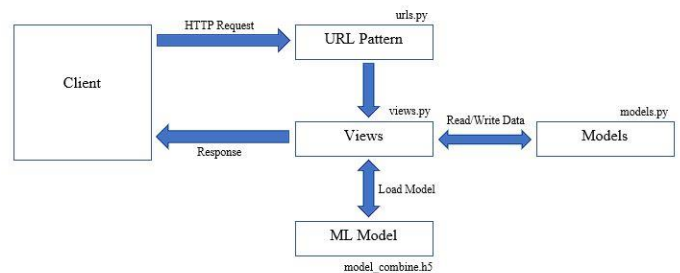 urls.py
HTTP Request
URL Pattern
Client
views.py
Read/Write Data
models.py
Views
Models
Response
Load Model
ML Model
model_combine.h5